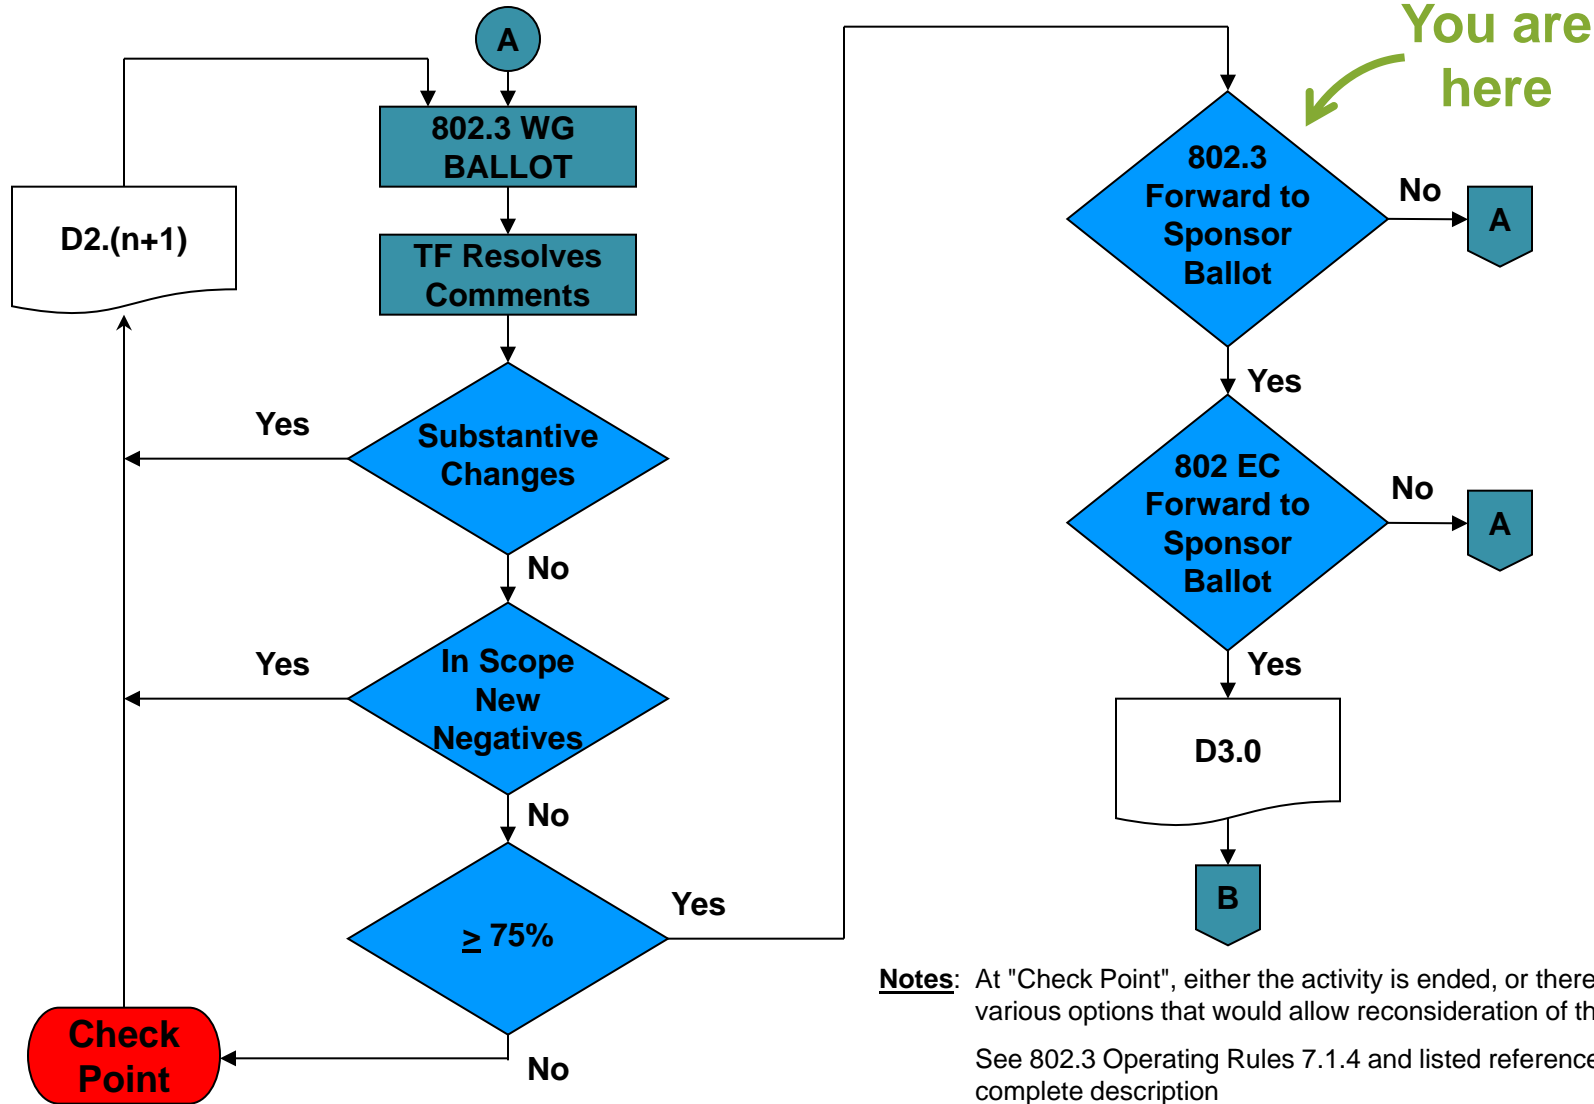 A
802.3 WG
BALLOT
D2.(n+1)
TF Resolves
Comments
Substantive
Changes
Yes
No
In Scope
New
Negatives
Yes
No
≥ 75%
Yes
No
Check
Point
You are
here
802.3
Forward to
Sponsor
Ballot
No
A
Yes
802 EC
Forward to
Sponsor
Ballot
No
A
Yes
D3.0
B
Notes: At "Check Point", either the activity is ended, or there
various options that would allow reconsideration of th
See 802.3 Operating Rules 7.1.4 and listed reference
complete description